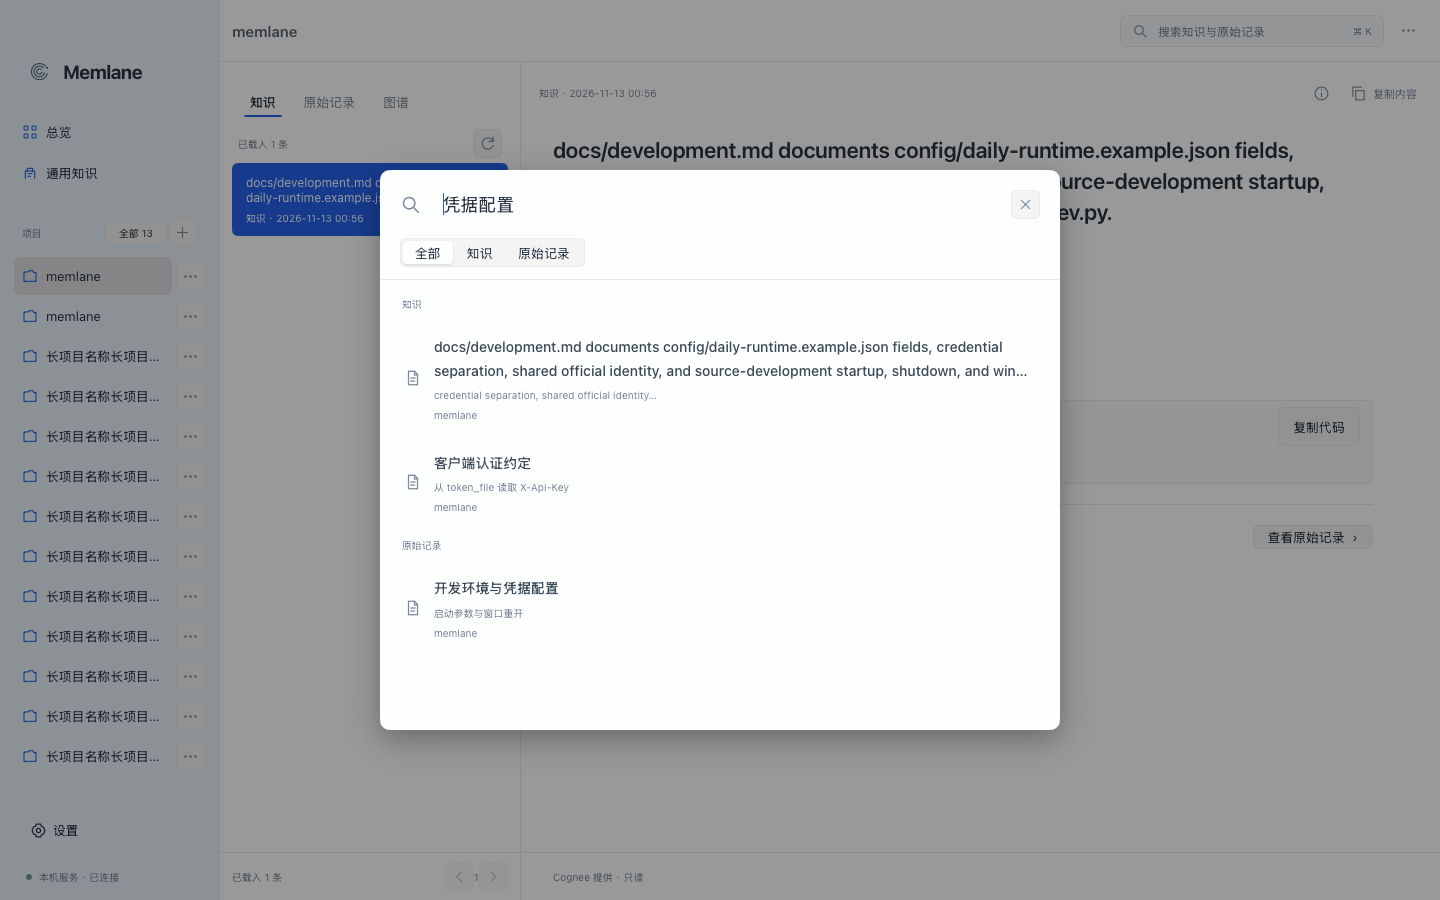 Memlane
总览
通用知识
项目
全部 13
memlane
memlane
长项目名称长项目...
长项目名称长项目...
长项目名称长项目...
长项目名称长项目...
长项目名称长项目...
长项目名称长项目...
长项目名称长项目...
长项目名称长项目...
长项目名称长项目...
长项目名称长项目...
长项目名称长项目...
设置
本机服务 · 已连接
memlane
搜索知识与原始记录
⌘ K
知识
原始记录
图谱
已载入 1 条
docs/development.md
daily-runtime.example.js
知识 · 2026-11-13 00:56
已载入 1 条
1
知识 · 2026-11-13 00:56
复制内容
docs/development.md documents config/daily-runtime.example.json fields,
source-development startup,
复制代码
查看原始记录 ›
Cognee 提供 · 只读
凭据配置
全部
知识
原始记录
知识
docs/development.md documents config/daily-runtime.example.json fields, credential
separation, shared official identity, and source-development startup, shutdown, and win...
credential separation, shared official identity...
memlane
客户端认证约定
从 token_file 读取 X-Api-Key
memlane
原始记录
开发环境与凭据配置
启动参数与窗口重开
memlane